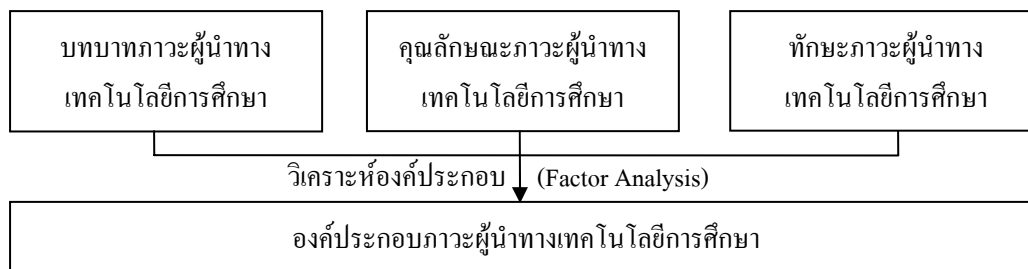 บทบาทภาวะผู้นำทาง
เทคโนโลยีการศึกษา
คุณลักษณะภาวะผู้นำทาง
เทคโนโลยีการศึกษา
ทักษะภาวะผู้นำทาง
เทคโนโลยีการศึกษา
วิเคราะห์องค์ประกอบ (Factor Analysis)
องค์ประกอบภาวะผู้นำทางเทคโนโลยีการศึกษา